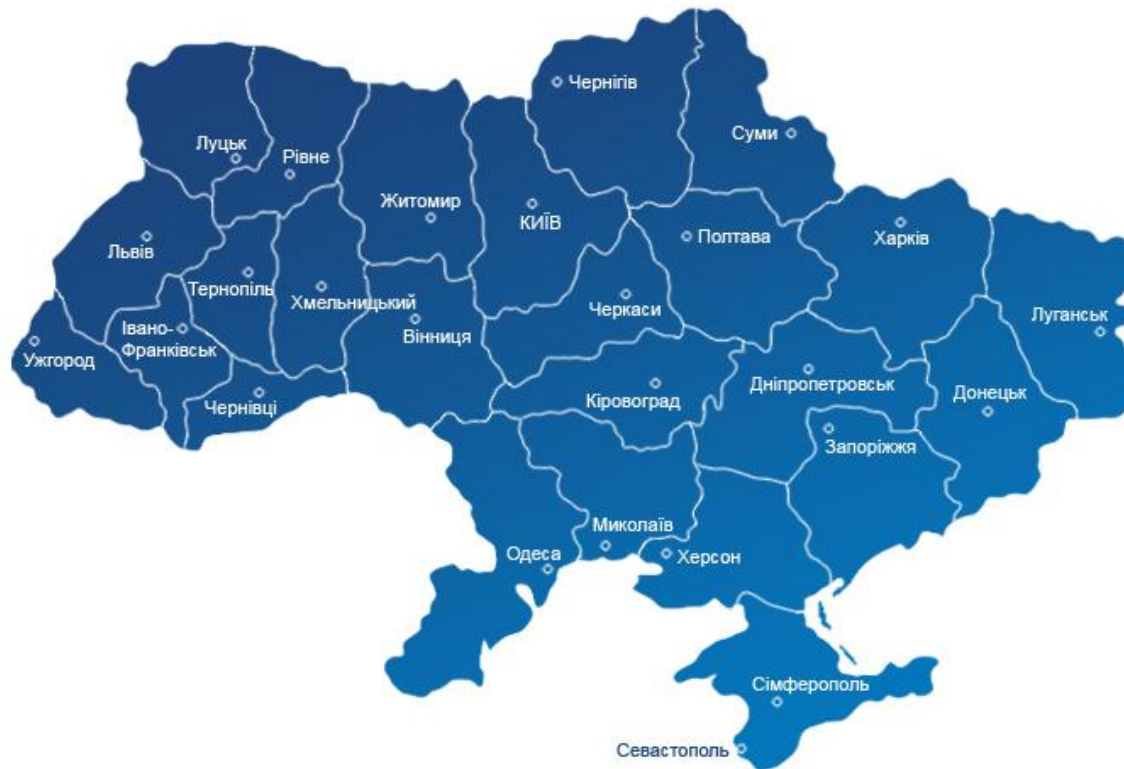 Чернігів
Суми
Луцьк
Рівне
Житомир
КИЇВ
Полтава
Харків
Львів
Тернопіль
Хмельницький
Черкаси
Луганськ
Івано-
Франківськ
Вінниця
Ужгород
Чернівці
Кіровоград
Дніпропетровськ
Донецьк
Запоріжжя
Миколаїв
Одеса
Херсон
Сімферополь
Севастополь